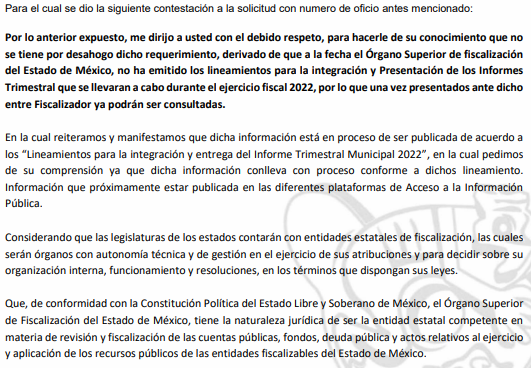 Para el cual se dio la siguiente contestación a la solicitud con numero de oficio antes mencionado:
Por lo anterior expuesto, me dirijo a usted con el debido respeto, para hacerle de su conocimiento que no
se tiene por desahogo dicho requerimiento, derivado de que a la fecha el Órgano Superior de fiscalización
del Estado de México, no ha emitido los lineamientos para la integración y Presentación de los Informes
Trimestral que se llevaran a cabo durante el ejercicio fiscal 2022, por lo que una vez presentados ante dicho
entre Fiscalizador ya podrán ser consultadas.
En la cual reiteramos y manifestamos que dicha información está en proceso de ser publicada de acuerdo a
los “Lineamientos para la integración y entrega del Informe Trimestral Municipal 2022”, en la cual pedimos
de su comprensión ya que dicha información conlleva con proceso conforme a dichos lineamiento.
Información que próximamente estar publicada en las diferentes plataformas de Acceso a la Información
Pública.
Considerando que las legislaturas de los estados contarán con entidades estatales de fiscalización, las cuales
serán órganos con autonomía técnica y de gestión en el ejercicio de sus atribuciones y para decidir sobre su
organización interna, funcionamiento y resoluciones, en los términos que dispongan sus leyes.
Que, de conformidad con la Constitución Política del Estado Libre y Soberano de México, el Órgano Superior
de Fiscalización del Estado de México, tiene la naturaleza jurídica de ser la entidad estatal competente en
materia de revisión y fiscalización de las cuentas públicas, fondos, deuda pública y actos relativos al ejercicio
y aplicación de los recursos públicos de las entidades fiscalizables del Estado de México.